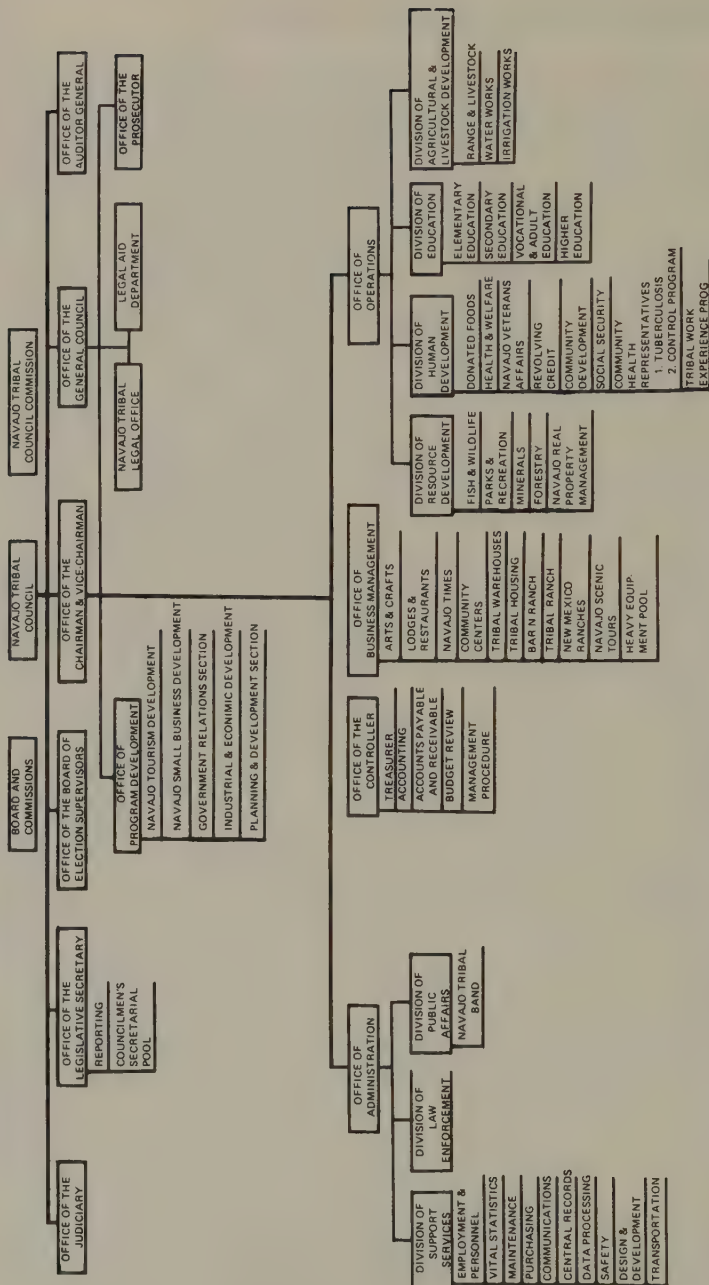 BOARD AND
COMMISSIONS
NAVAJO TRIBAL
COUNCIL
NAVAJO TRIBAL
COUNCIL COMMISSION
OFFICE OF THE
JUDICIARY
OFFICE OF THE
LEGISLATIVE SECRETARY
REPORTING
COUNCILMEN'S
SECRETARIAL
POOL
OFFICE OF THE BOARD OF
ELECTION SUPERVISORS
OFFICE OF THE
CHAIRMAN & VICE-CHAIRMAN
OFFICE OF THE
GENERAL COUNCIL
OFFICE OF THE
AUDITOR GENERAL
OFFICE OF
PROGRAM DEVELOPMENT
NAVAJO TOURISM DEVELOPMENT
NAVAJO SMALL BUSINESS DEVELOPMENT
GOVERNMENT RELATIONS SECTION
INDUSTRIAL & ECONIMIC DEVELOPMENT
PLANNING & DEVELOPMENT SECTION
NAVAJO TRIBAL
LEGAL OFFICE
LEGAL AID
DEPARTMENT
OFFICE OF THE
PROSECUTOR
OFFICE OF
ADMINISTRATION
DIVISION OF
SUPPORT
SERVICES
EMPLOYMENT &
PERSONNEL
VITAL STATISTICS
MAINTENANCE
PURCHASING
COMMUNICATIONS
CENTRAL RECORDS
DATA PROCESSING
SAFETY
DESIGN &
DEVELOPMENT
TRANSPORTATION
DIVISION OF
LAW
ENFORCEMENT
DIVISION OF
PUBLIC
AFFAIRS
NAVAJO TRIBAL
BAND
OFFICE OF THE
CONTROLLER
TREASURER
ACCOUNTING
ACCOUNTS PAYABLE
AND RECEIVABLE
BUDGET REVIEW
MANAGEMENT
PROCEDURE
OFFICE OF
BUSINESS MANAGEMENT
ARTS & CRAFTS
LODGES &
RESTAURANTS
NAVAJO TIMES
COMMUNITY
CENTERS
TRIBAL WAREHOUSES
TRIBAL HOUSING
BAR N RANCH
TRIBAL RANCH
NEW MEXICO
RANCHES
NAVAJO SCENIC
TOURS
HEAVY EQUIP-
MENT POOL
OFFICE OF
OPERATIONS
DIVISION OF
RESOURCE
DEVELOPMENT
FISH & WILDLIFE
PARKS &
RECREATION
MINERALS
FORESTRY
NAVAJO REAL
PROPERTY
MANAGEMENT
DIVISION OF
HUMAN
DEVELOPMENT
DONATED FOODS
HEALTH & WELFARE
NAVAJO VETERANS
AFFAIRS
REVOLVING
CREDIT
COMMUNITY
DEVELOPMENT
SOCIAL SECURITY
COMMUNITY
HEALTH
REPRESENTATIVES
1. TUBERCULOSIS
2. CONTROL PROGRAM
TRIBAL WORK
EXPERIENCE PROG
DIVISION OF
EDUCATION
ELEMENTARY
EDUCATION
SECONDARY
EDUCATION
VOCATIONAL
& ADULT
EDUCATION
HIGHER
EDUCATION
DIVISION OF
AGRICULTURAL &
LIVESTOCK DEVELOPMENT
RANGE & LIVESTOCK
WATER WORKS
IRRIGATION WORKS